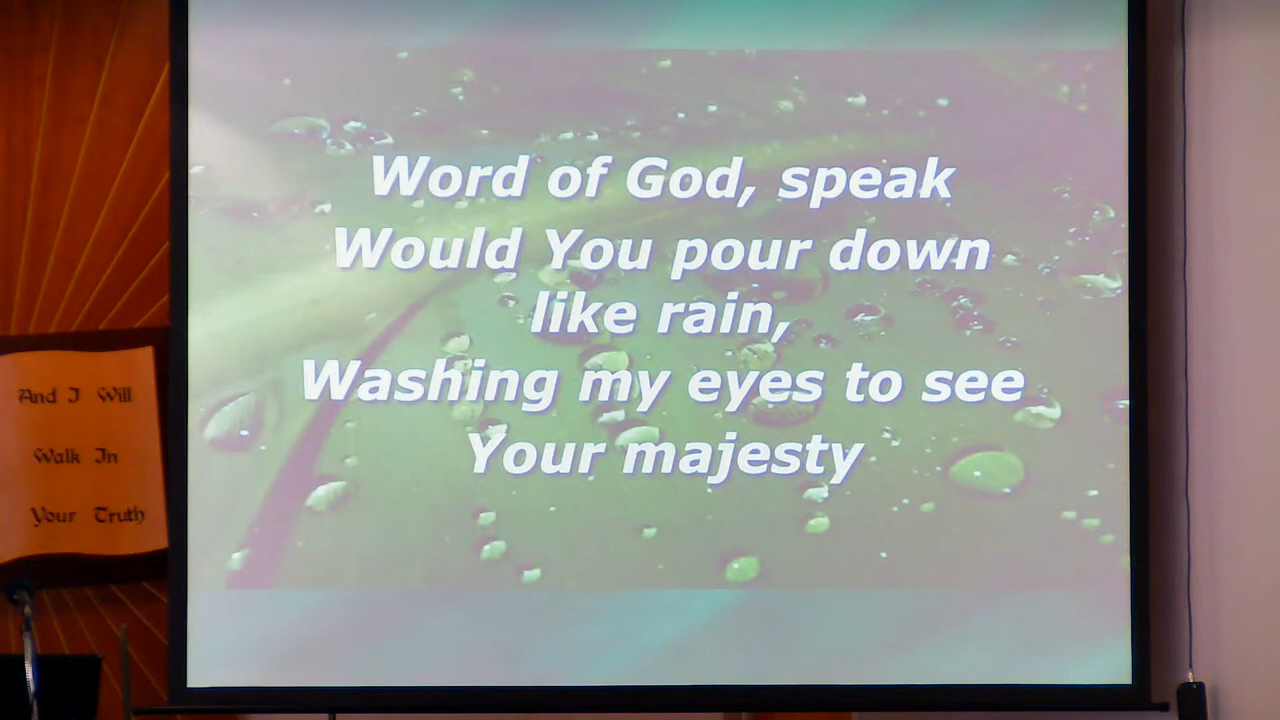 Word of God, speak
Would You pour down
like rain,
Washing my eyes to see
Your majesty
And I Will
Walk In
Your Truth